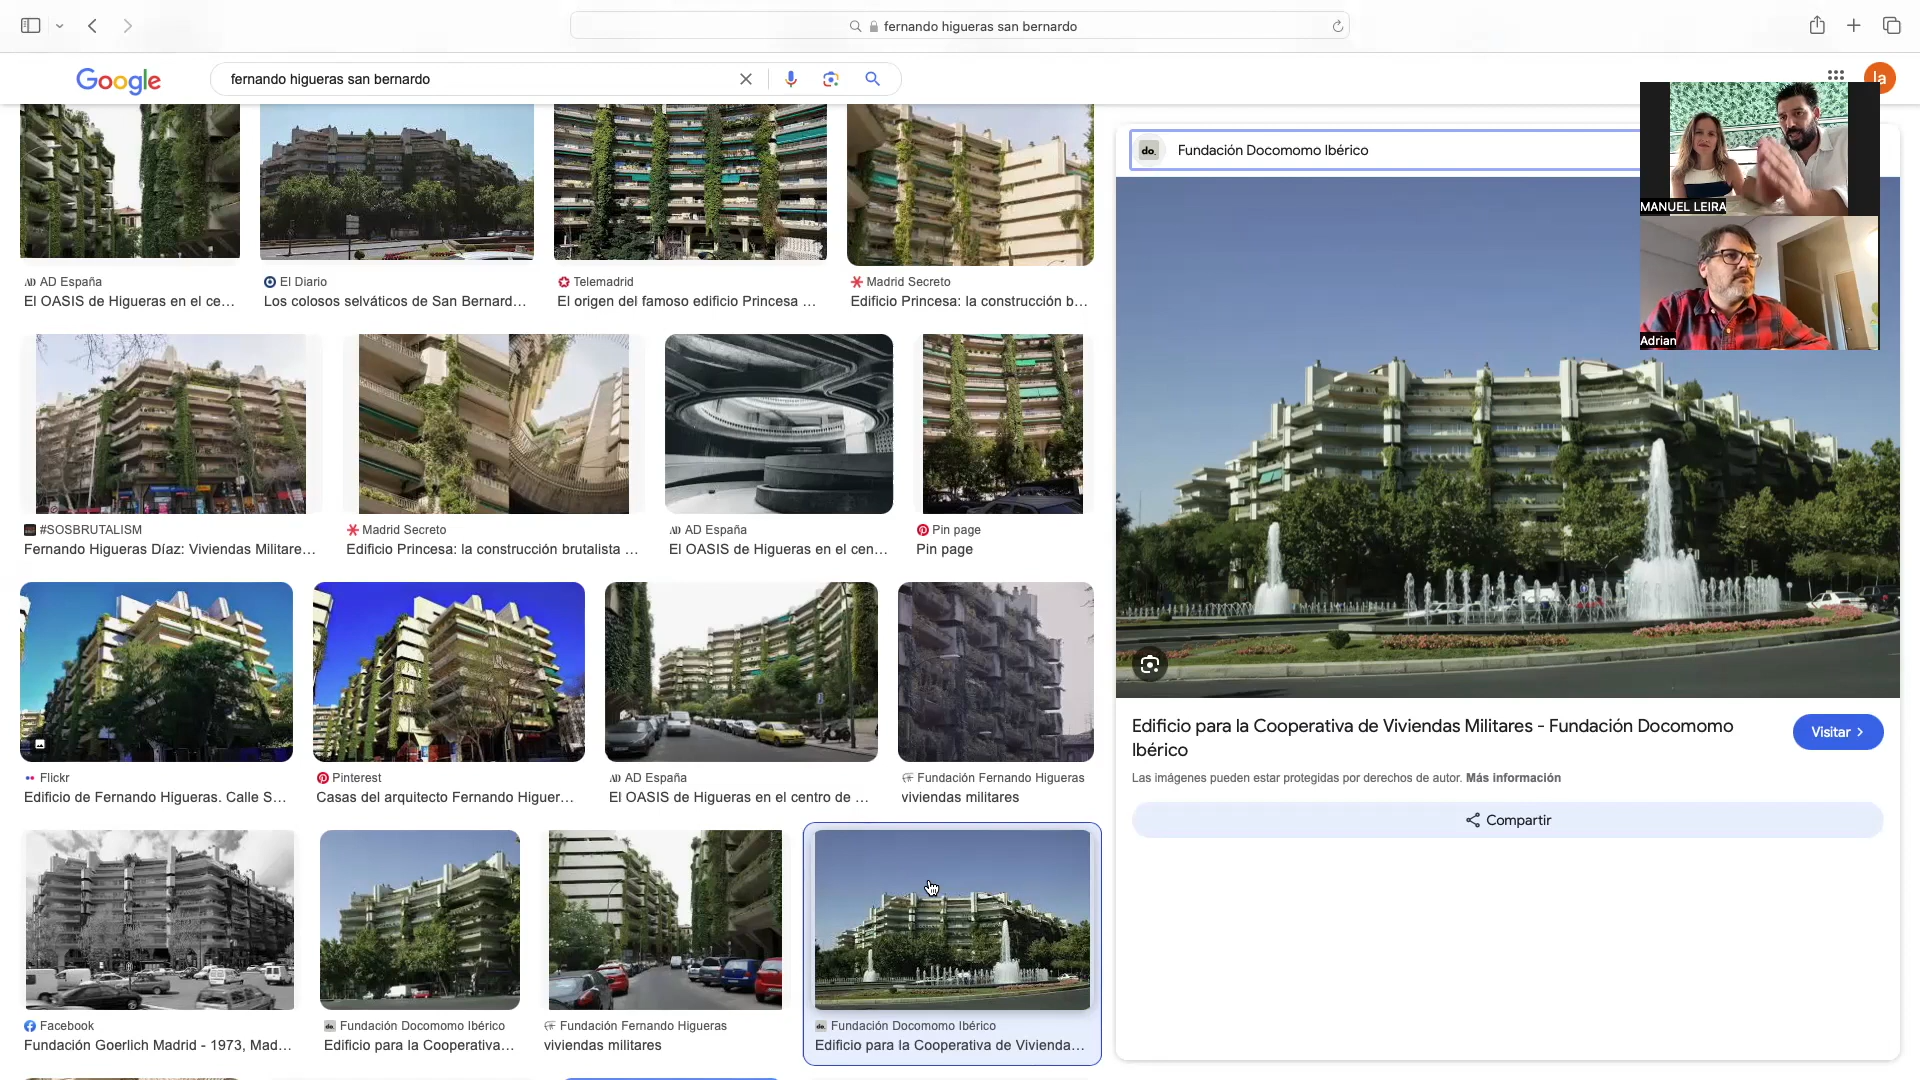 fernando higueras san bernardo
Google
fernando higueras san bernardo
la
AD España
El OASIS de Higueras en el ce...
El Diario
Los colosos selváticos de San Bernard...
Telemadrid
El origen del famoso edificio Princesa ...
Madrid Secreto
Edificio Princesa: la construcción b...
#SOSBRUTALISM
Fernando Higueras Díaz: Viviendas Militare...
Madrid Secreto
Edificio Princesa: la construcción brutalista ...
AD España
El OASIS de Higueras en el cen...
Pin page
Pin page
Flickr
Edificio de Fernando Higueras. Calle S...
Pinterest
Casas del arquitecto Fernando Higuer...
AD España
El OASIS de Higueras en el centro de ...
Fundación Fernando Higueras
viviendas militares
Facebook
Fundación Goerlich Madrid - 1973, Mad...
do. Fundación Docomomo Ibérico
Edificio para la Cooperativa...
Fundación Fernando Higueras
viviendas militares
do. Fundación Docomomo Ibérico
Edificio para la Cooperativa de Vivienda...
do. Fundación Docomomo Ibérico
MANUEL LEIRA
Adrian
Edificio para la Cooperativa de Viviendas Militares - Fundación Docomomo
Ibérico
Visitar
Las imágenes pueden estar protegidas por derechos de autor. Más información
Compartir